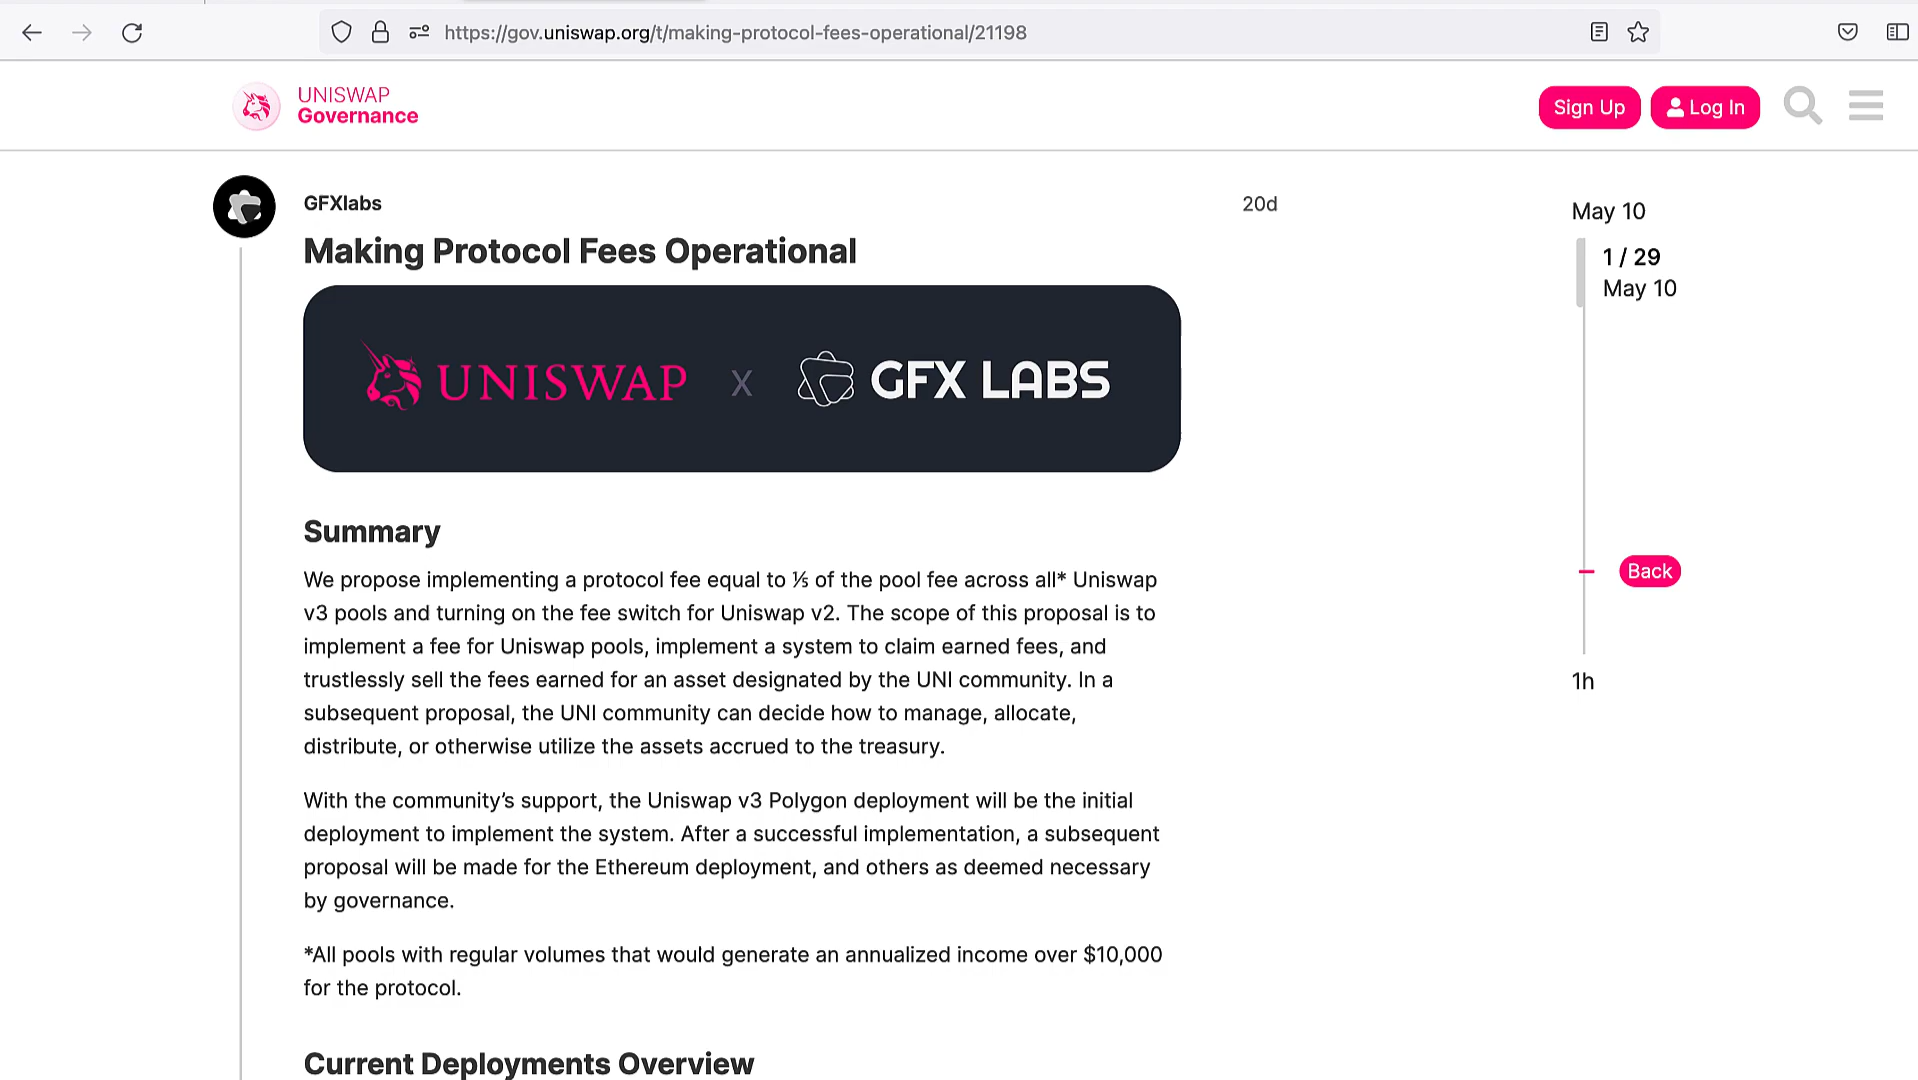 https://gov.uniswap.org/t/making-protocol-fees-operational/21198
UNISWAP
Governance
Sign Up
Log In
GFXlabs
20d
Making Protocol Fees Operational
UNISWAP X GFX LABS
Summary
We propose implementing a protocol fee equal to ⅕ of the pool fee across all* Uniswap
v3 pools and turning on the fee switch for Uniswap v2. The scope of this proposal is to
implement a fee for Uniswap pools, implement a system to claim earned fees, and
trustlessly sell the fees earned for an asset designated by the UNI community. In a
subsequent proposal, the UNI community can decide how to manage, allocate,
distribute, or otherwise utilize the assets accrued to the treasury.
With the community’s support, the Uniswap v3 Polygon deployment will be the initial
deployment to implement the system. After a successful implementation, a subsequent
proposal will be made for the Ethereum deployment, and others as deemed necessary
by governance.
*All pools with regular volumes that would generate an annualized income over $10,000
for the protocol.
Current Deployments Overview
May 10
1 / 29
May 10
Back
1h